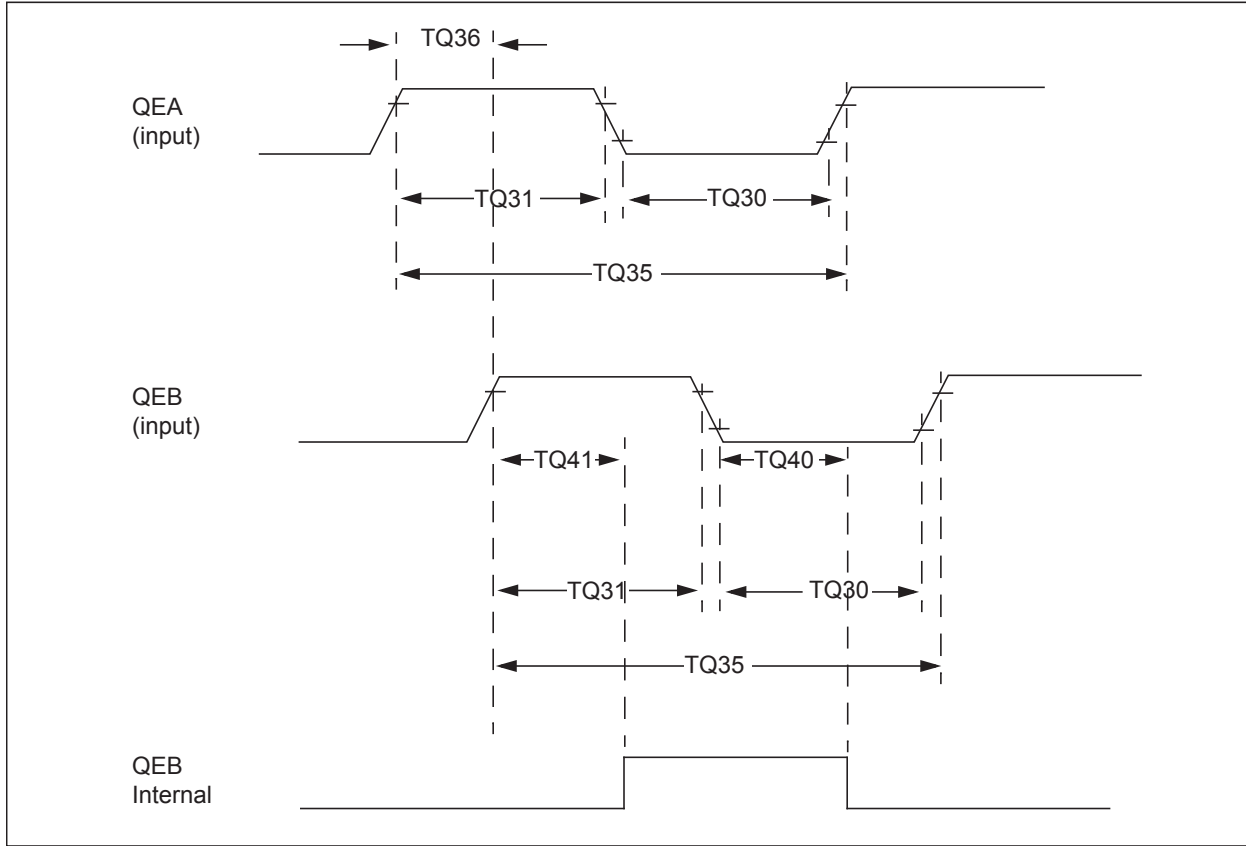 TQ36
QEA
(input)
TQ31
TQ30
TQ35
QEB
(input)
TQ41
TQ40
TQ31
TQ30
TQ35
QEB
Internal